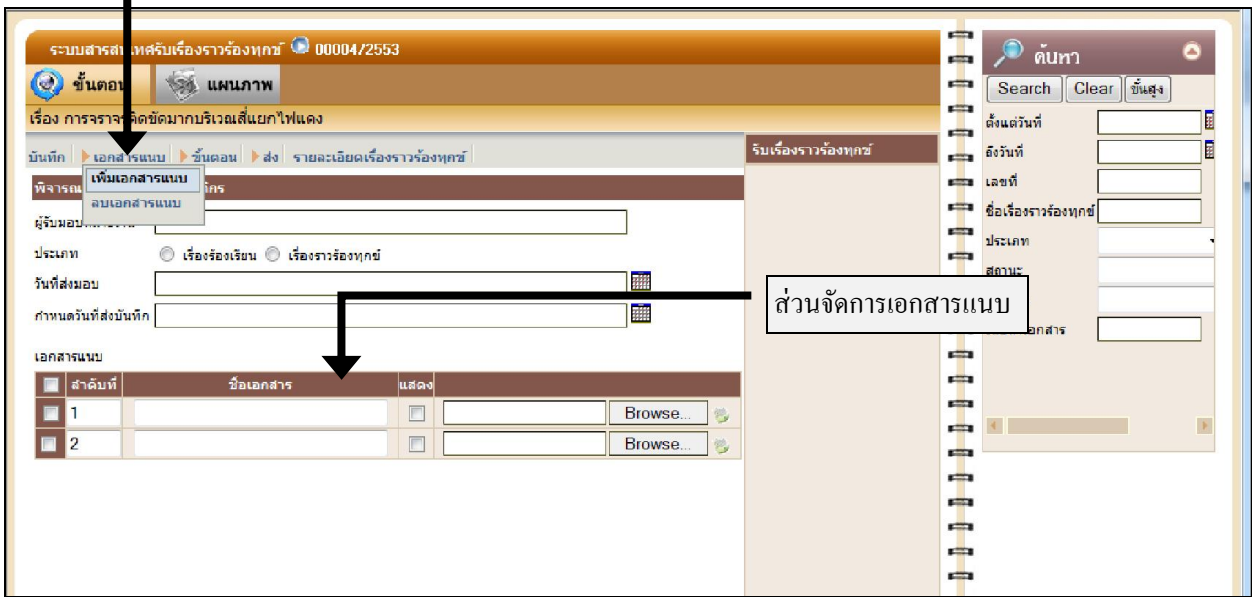 ระบบสารสนเทศรับเรื่องราวร้องทุกข์ 00004/2553
ขั้นตอน แผนภาพ
เรื่อง การจราจรติดขัดมากบริเวณสี่แยกไฟแดง
บันทึก เอกสารแนบ ขั้นตอน ส่ง รายละเอียดเรื่องราวร้องทุกข์
เพิ่มเอกสารแนบ
ลบเอกสารแนบ
ประเภท เรื่องร้องเรียน เรื่องราวร้องทุกข์
วันที่ส่งมอบ
กำหนดวันที่ส่งบันทึก
เอกสารแนบ
ลำดับที่ ชื่อเอกสาร แสดง
1 Browse...
2 Browse...
รับเรื่องราวร้องทุกข์
ส่วนจัดการเอกสารแนบ
ค้นหา
Search Clear ขั้นสูง
ตั้งแต่วันที่
ถึงวันที่
เลขที่
ชื่อเรื่องราวร้องทุกข์
ประเภท
สถานะ